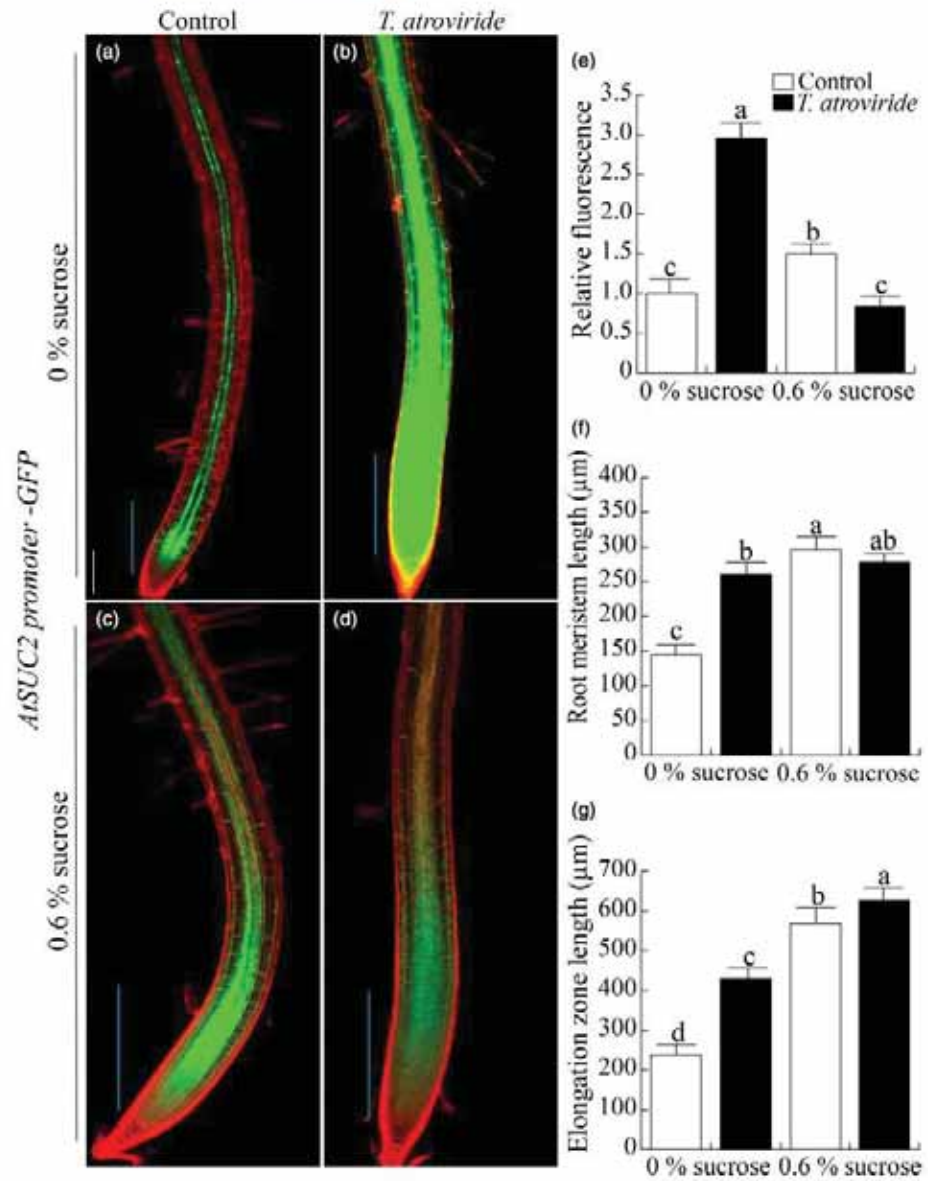 Control
T. atroviride
(a)
(b)
(c)
(d)
0 % sucrose
0.6 % sucrose
AtSUC2 promoter -GFP
(e)
Control
T. atroviride
Relative fluorescence
3.5
3.0
2.5
2.0
1.5
1.0
0.5
0
c
a
b
c
0 % sucrose 0.6 % sucrose
(f)
Root meristem length (µm)
400
350
300
250
200
150
100
50
0
c
b
a
ab
0 % sucrose 0.6 % sucrose
(g)
Elongation zone length (µm)
700
600
500
400
300
200
100
0
d
c
b
a
0 % sucrose 0.6 % sucrose